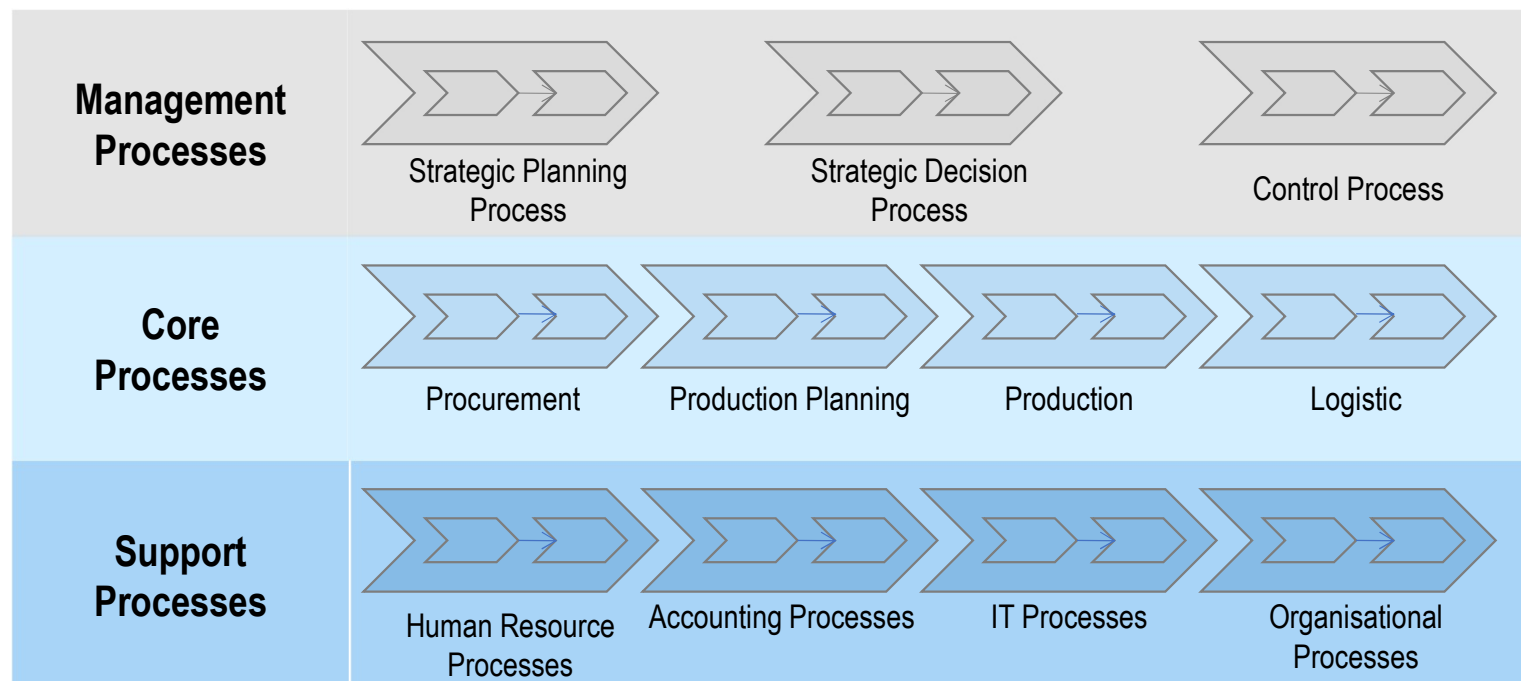 Management
Processes
Strategic Planning
Process
Strategic Decision
Process
Control Process
Core
Processes
Procurement
Production Planning
Production
Logistic
Support
Processes
Human Resource
Processes
Accounting Processes
IT Processes
Organisational
Processes